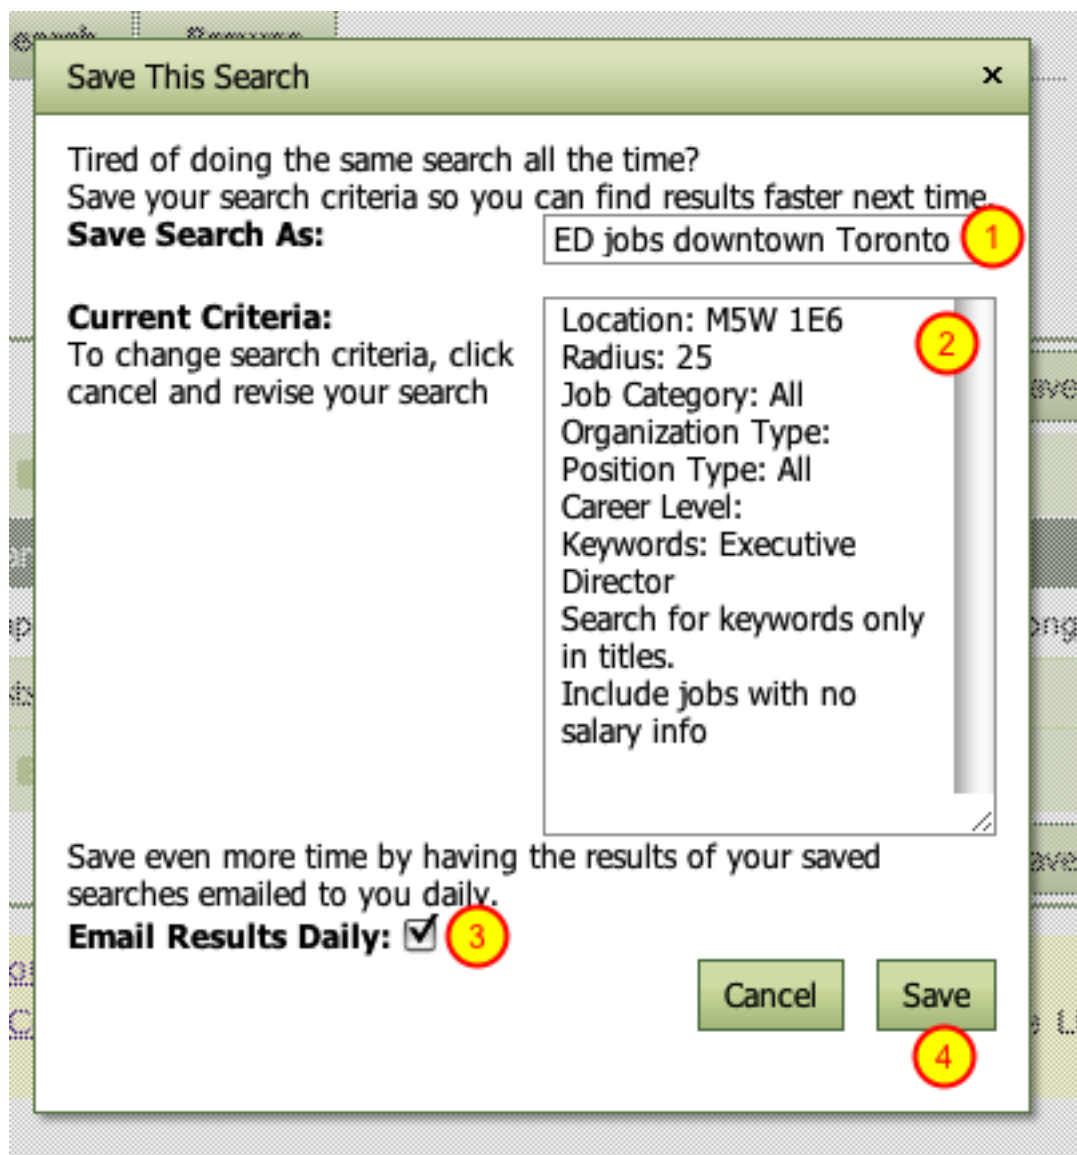 Save This Search x
Tired of doing the same search all the time?
Save your search criteria so you can find results faster next time.
Save Search As: ED jobs downtown Toronto 1
Current Criteria:
To change search criteria, click
cancel and revise your search
Location: M5W 1E6 2
Radius: 25
Job Category: All
Organization Type:
Position Type: All
Career Level:
Keywords: Executive
Director
Search for keywords only
in titles.
Include jobs with no
salary info
Save even more time by having the results of your saved
searches emailed to you daily.
Email Results Daily: 3
Cancel Save
4